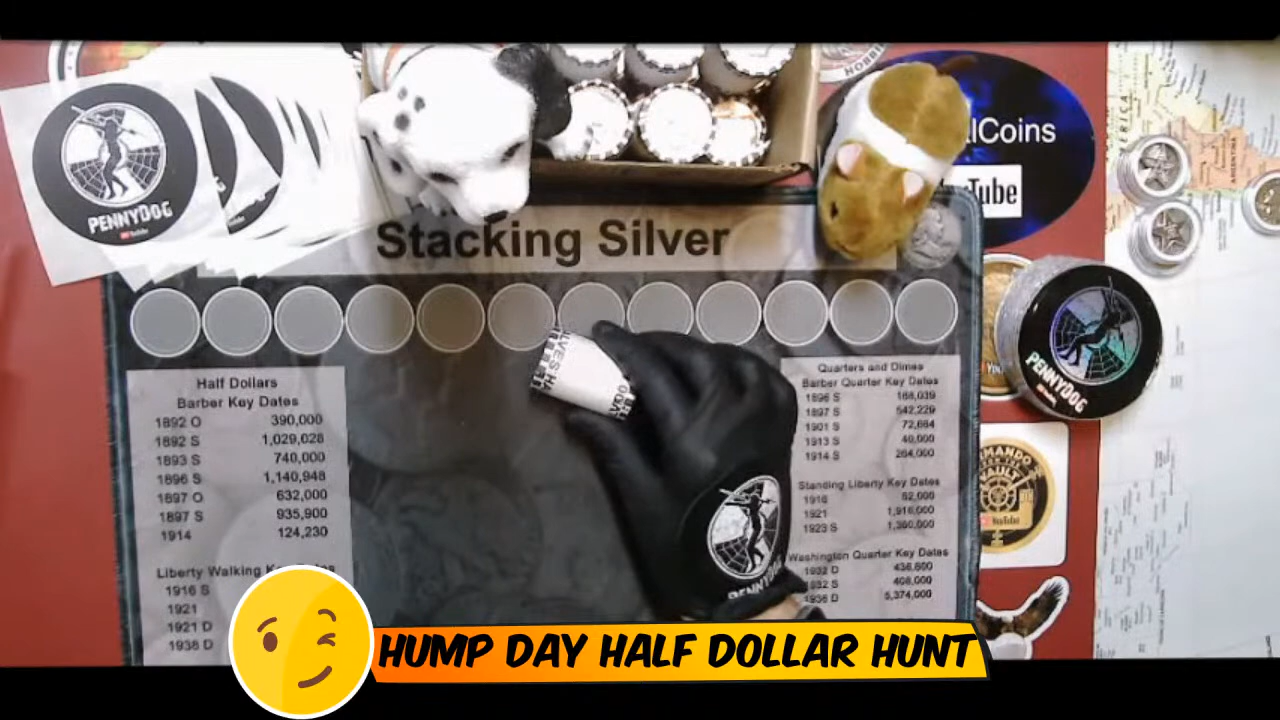 PENNYDOG
lCoins
Tube
Stacking Silver
Half Dollars
Barber Key Dates
1892 O 390,000
1892 S 1,029,028
1893 S 740,000
1896 S 1,140,948
1897 O 632,000
1897 S 935,900
1914 124,230
Liberty Walking Key Dates
1916 S
1921
1921 D
1938 D
Quarters and Dimes
Barber Quarter Key Dates
1896 S 188,039
1897 S 542,229
1901 S 72,664
1913 S 40,000
1914 S 264,000
Standing Liberty Key Dates
1916 52,000
1921 1,916,000
1923 S 1,360,000
Washington Quarter Key Dates
1932 D 436,800
1932 S 408,000
1936 D 5,374,000
PENNYDOG
PENNYDOG
MANDO
VAULT
YouTube
HUMP DAY HALF DOLLAR HUNT